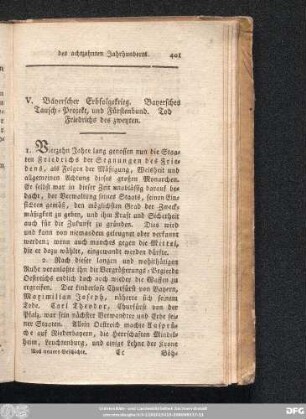 des achtzehnten Jahrhunderts. 401
V. Bayerscher Erbfolgekrieg. Bayersches
Tausch-Projekt, und Fürstenbund. Tod
Friedrichs des zweyten.
1. Vierzehn Jahre lang genossen nun die Staa-
ten Friedrichs der Segnungen des Frie-
dens, als Folgen der Mäßigung, Weisheit und
allgemeinen Achtung dieses großen Monarchen.
Er selbst war in dieser Zeit unablässig darauf be-
dacht, der Verwaltung seines Staats, seinen Ein-
sichten gemäß, den möglichsten Grad der Zweck-
mäßigkeit zu geben, und ihm Kraft und Sicherheit
auch für die Zukunft zu gründen. Dies wird
und kann von niemandem geleugnet oder verkannt
werden; wenn auch manches gegen die Mittel,
die er dazu wählte, eingewandt werden dürfte.
Nach dieser langen und wohlthätigen
Ruhe veranlaßte ihn die Vergrößerungs-Begierde
Oestreichs endlich doch noch wieder die Waffen zu
ergreifen. Der kinderlose Churfürst von Bayern,
Maximilian Joseph, näherte sich seinem
Ende. Carl Theodor, Churfürst von der
Pfalz, war sein nächster Verwandter und Erbe sei-
ner Staaten. Allein Oestreich machte Ansprü-
che auf Niederbayern, die Herrschaften Mindel-
heim, Leuchtenburg, und einige Lehne der Krone
Aus. neuere Geschichte. Cc Böh-